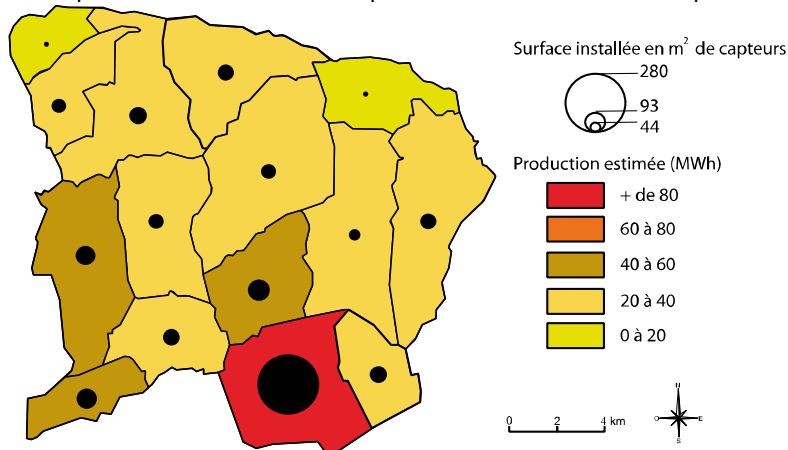 Surface installée en m² de capteurs
280
93
44
Production estimée (MWh)
+ de 80
60 à 80
40 à 60
20 à 40
0 à 20
0 2 4 km
N
O E
S